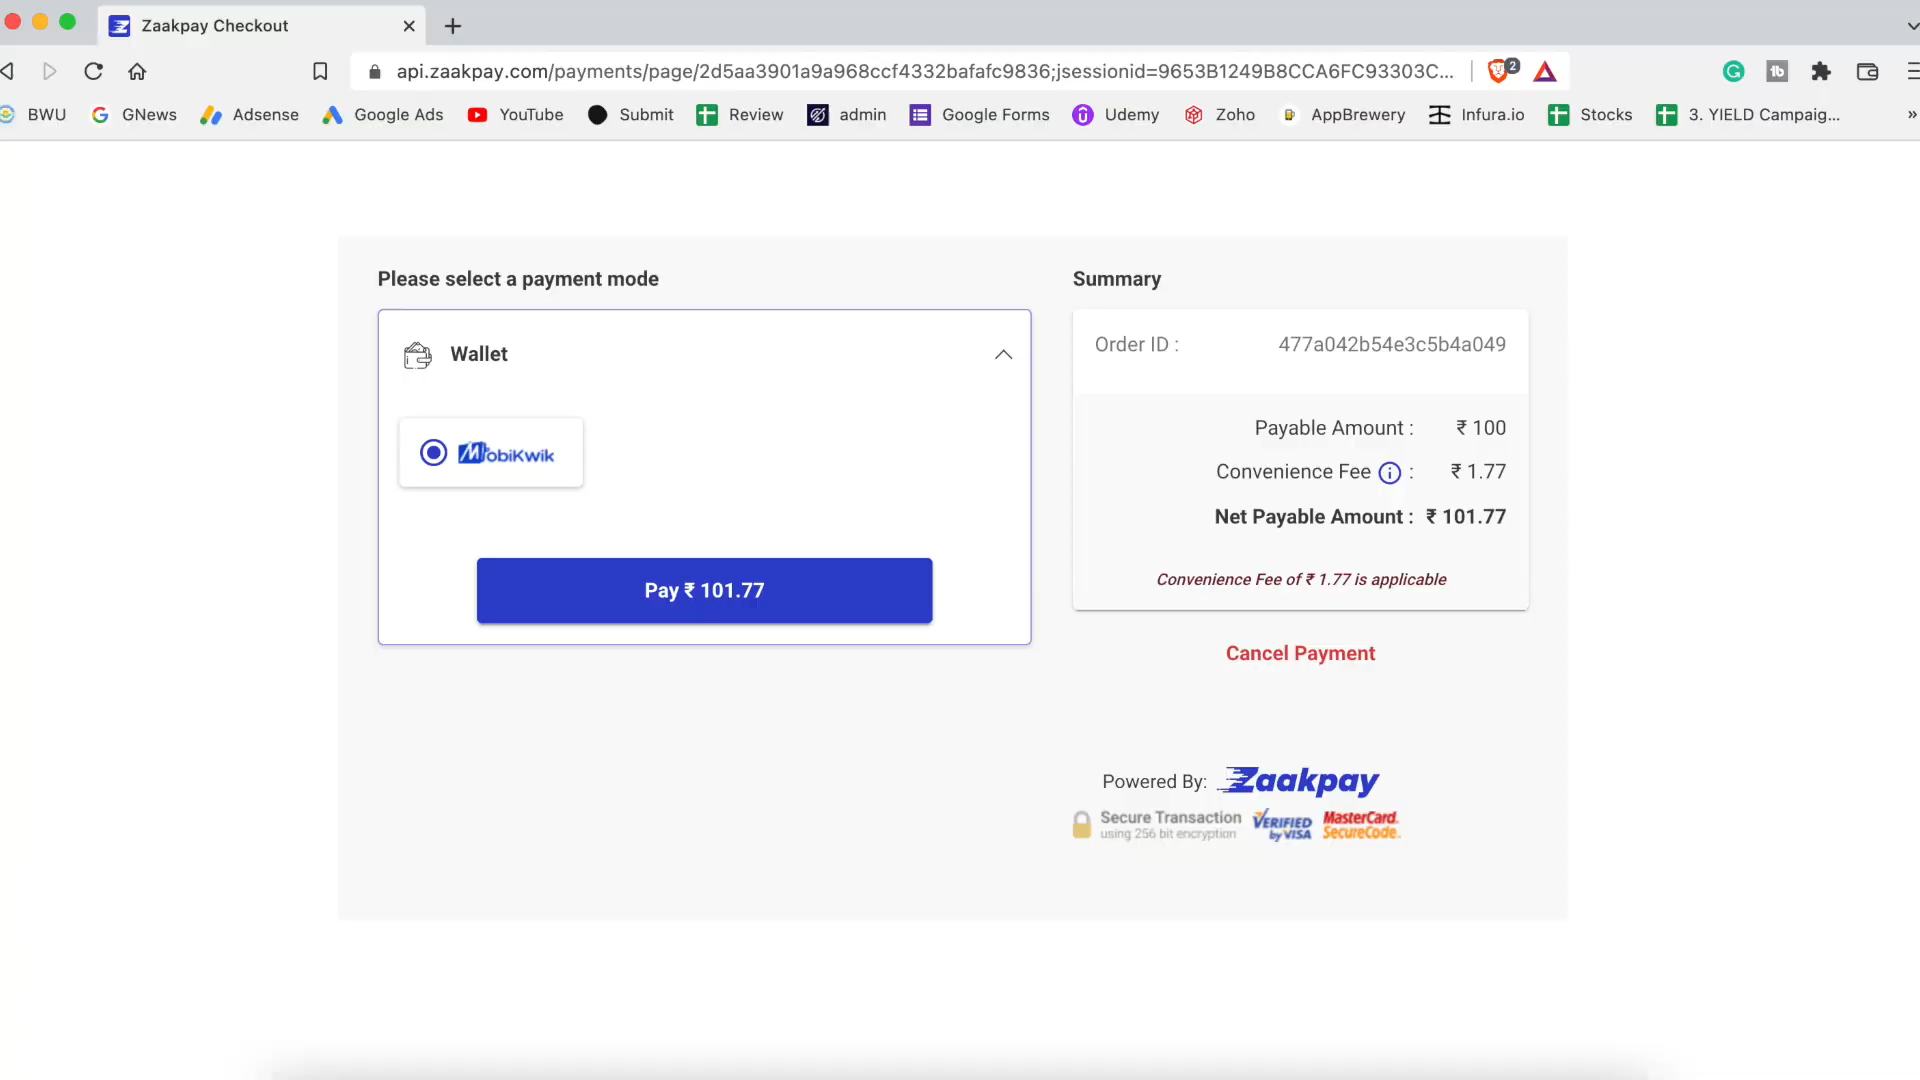 Zaakpay Checkout
api.zaakpay.com/payments/page/2d5aa3901a9a968ccf4332bafafc9836;jsessionid=9653B1249B8CCA6FC93303C...
2
1b
BWU GNews Adsense Google Ads YouTube Submit Review admin Google Forms Udemy Zoho AppBrewery Infura.io Stocks 3. YIELD Campaig... »
Please select a payment mode
Wallet
MobiKwik
Pay ₹ 101.77
Summary
Order ID : 477a042b54e3c5b4a049
Payable Amount : ₹ 100
Convenience Fee i : ₹ 1.77
Net Payable Amount : ₹ 101.77
Convenience Fee of ₹ 1.77 is applicable
Cancel Payment
Powered By: Zaakpay
Secure Transaction
using 256 bit encryption
VERIFIED
by VISA
MasterCard.
SecureCode.